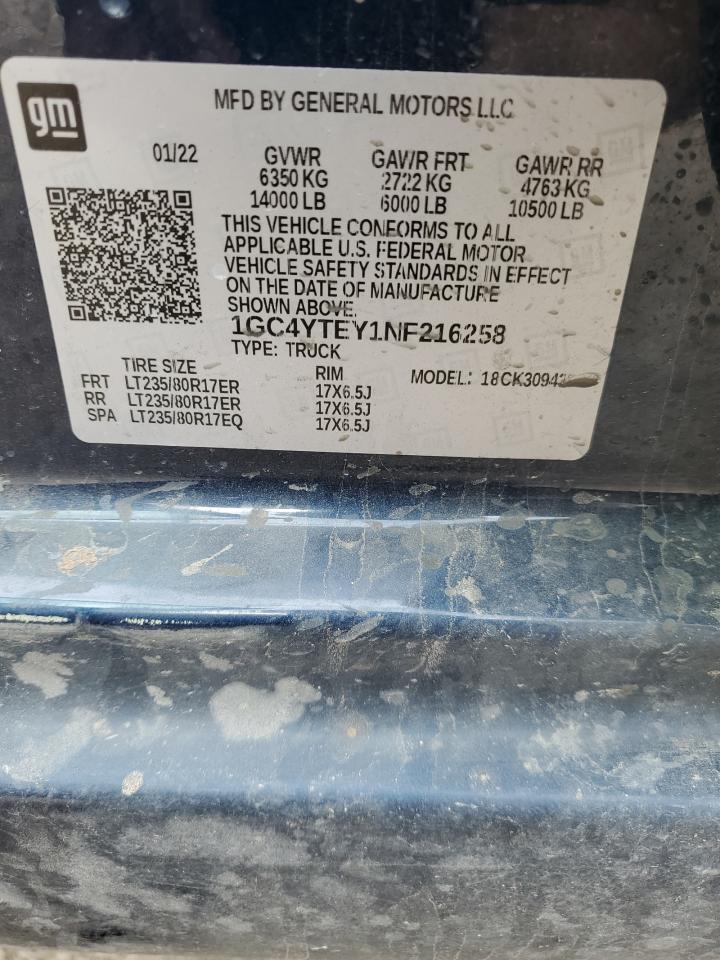 gm
MFD BY GENERAL MOTORS LLC
01/22 GVWR GAWR FRT GAWR RR
6350 KG 2722 KG 4763 KG
14000 LB 6000 LB 10500 LB
THIS VEHICLE CONFORMS TO ALL
APPLICABLE U.S. FEDERAL MOTOR
VEHICLE SAFETY STANDARDS IN EFFECT
ON THE DATE OF MANUFACTURE
SHOWN ABOVE.
1GC4YTEY1NF216258
TYPE: TRUCK
TIRE SIZE RIM MODEL:
FRT LT235/80R17ER 17X6.5J
RR LT235/80R17ER 17X6.5J
SPA LT235/80R17EQ 17X6.5J